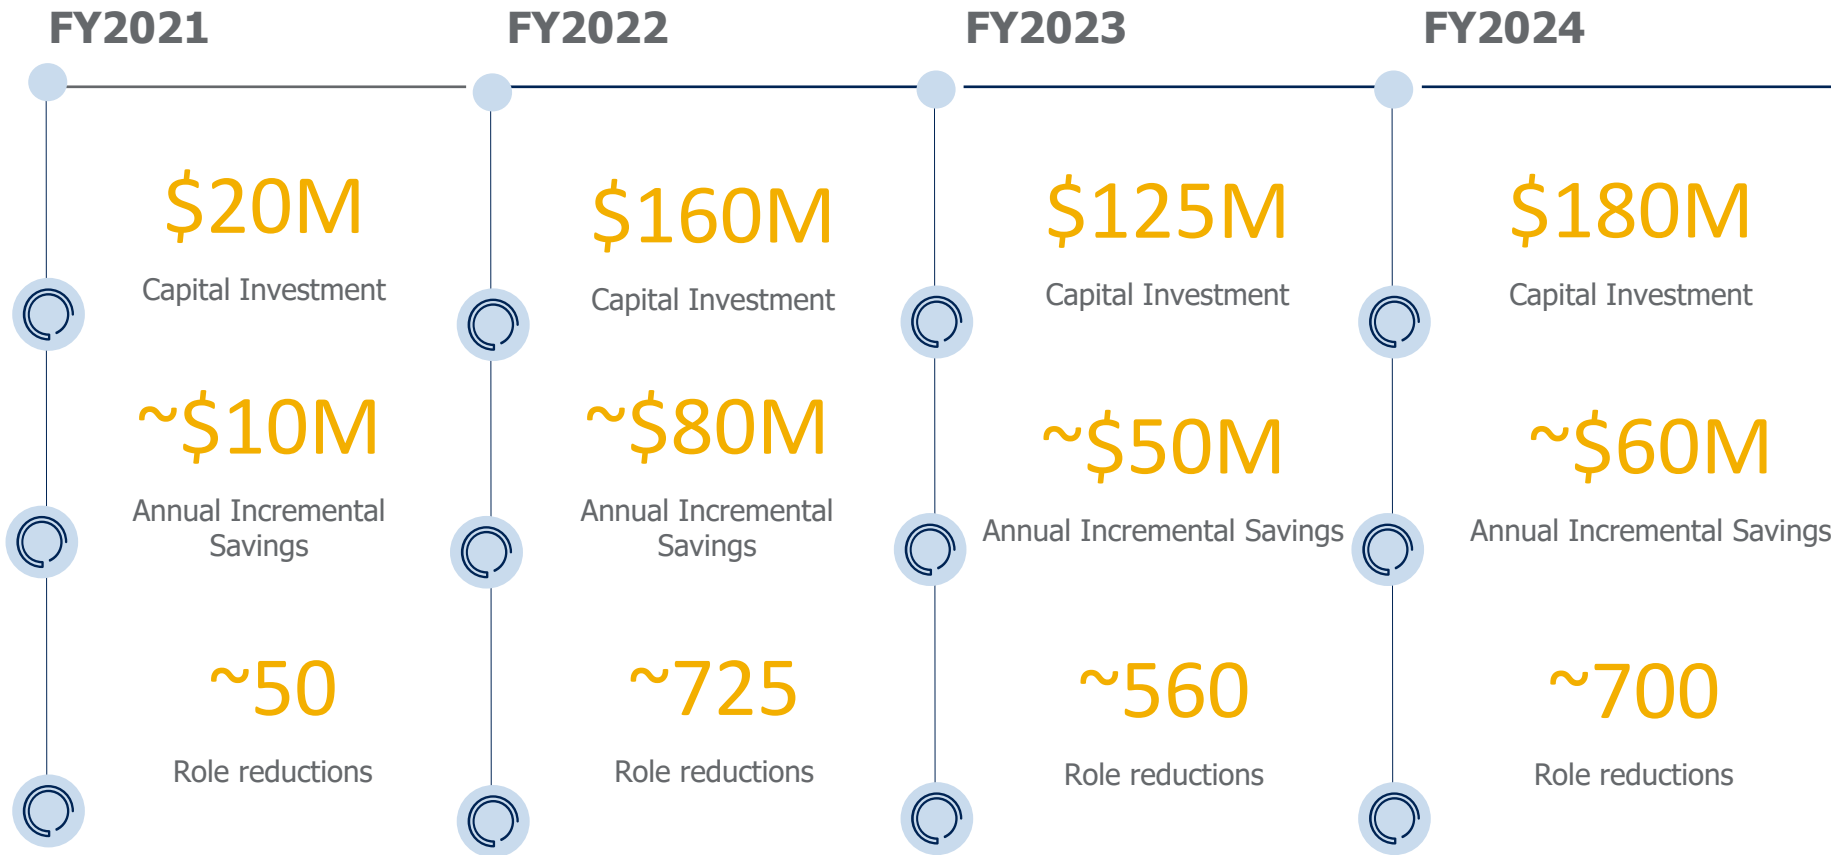 FY2021
FY2022
FY2023
FY2024
$20M
Capital Investment
~$10M
Annual Incremental
Savings
~50
Role reductions
$160M
Capital Investment
~$80M
Annual Incremental
Savings
~725
Role reductions
$125M
Capital Investment
~$50M
Annual Incremental Savings
~560
Role reductions
$180M
Capital Investment
~$60M
Annual Incremental Savings
~700
Role reductions